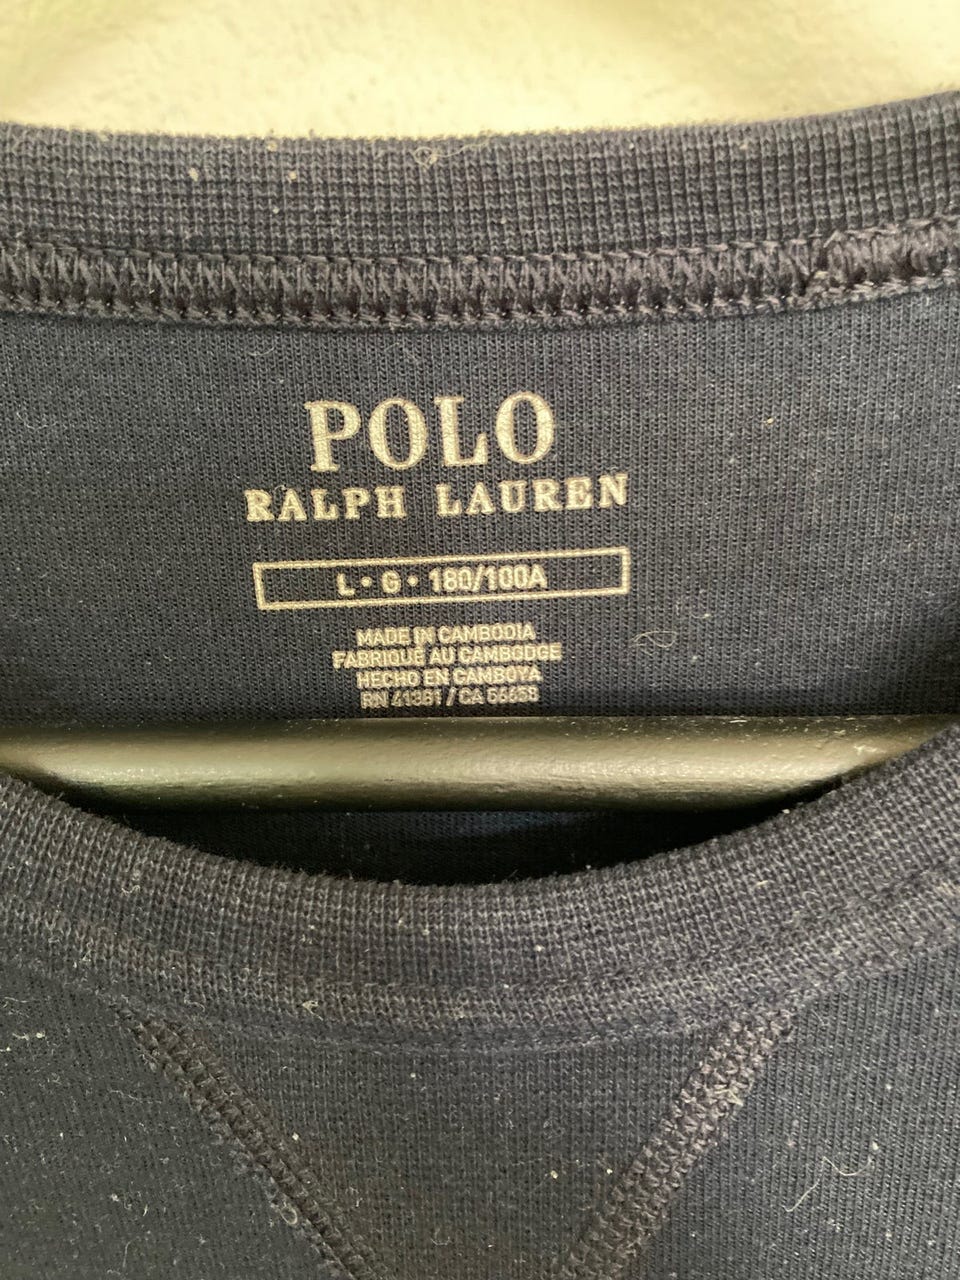 POLO
RALPH LAUREN
L • G • 180/100A
MADE IN CAMBODIA
FABRIQUÉ AU CAMBODGE
HECHO EN CAMBOYA
RN 41381 / CA 56658